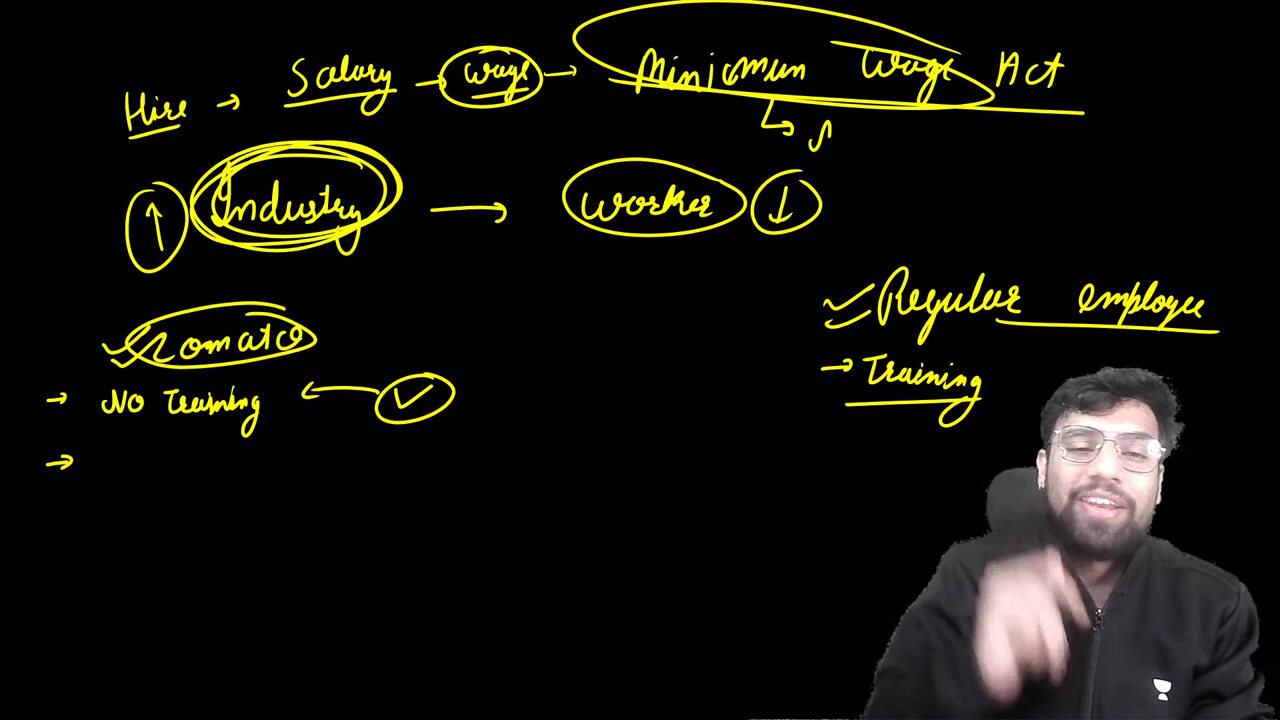 Hire → Salary → Wage → Minimum Wage Act
↑ Industry → Worker ↓
Zomato
→ No Training ← ✓
→
✓ Regular employee
→ Training